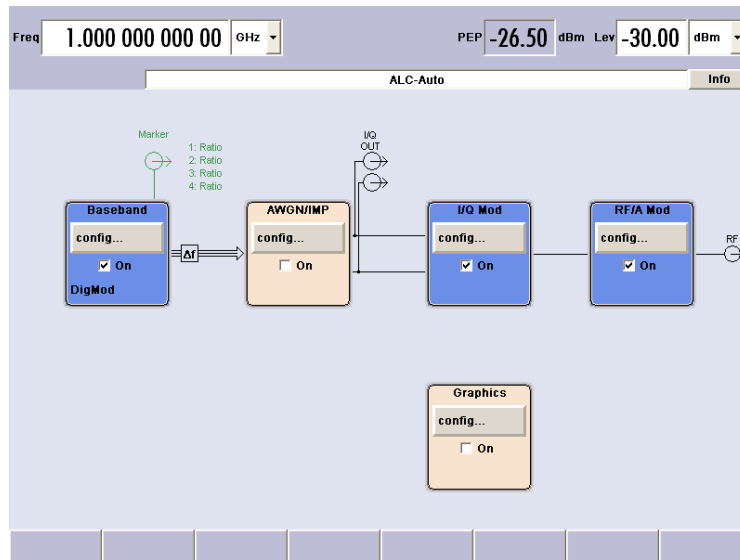 Freq 1.000 000 000 00 GHz PEP -26.50 dBm Lev -30.00 dBm
ALC-Auto Info
Marker
1: Ratio
2: Ratio
3: Ratio
4: Ratio
I/Q
OUT
Baseband AWGN/IMP I/Q Mod RF/A Mod
config... config... config... config...
RF
Δf
On On On On
DigMod
Graphics
config...
On